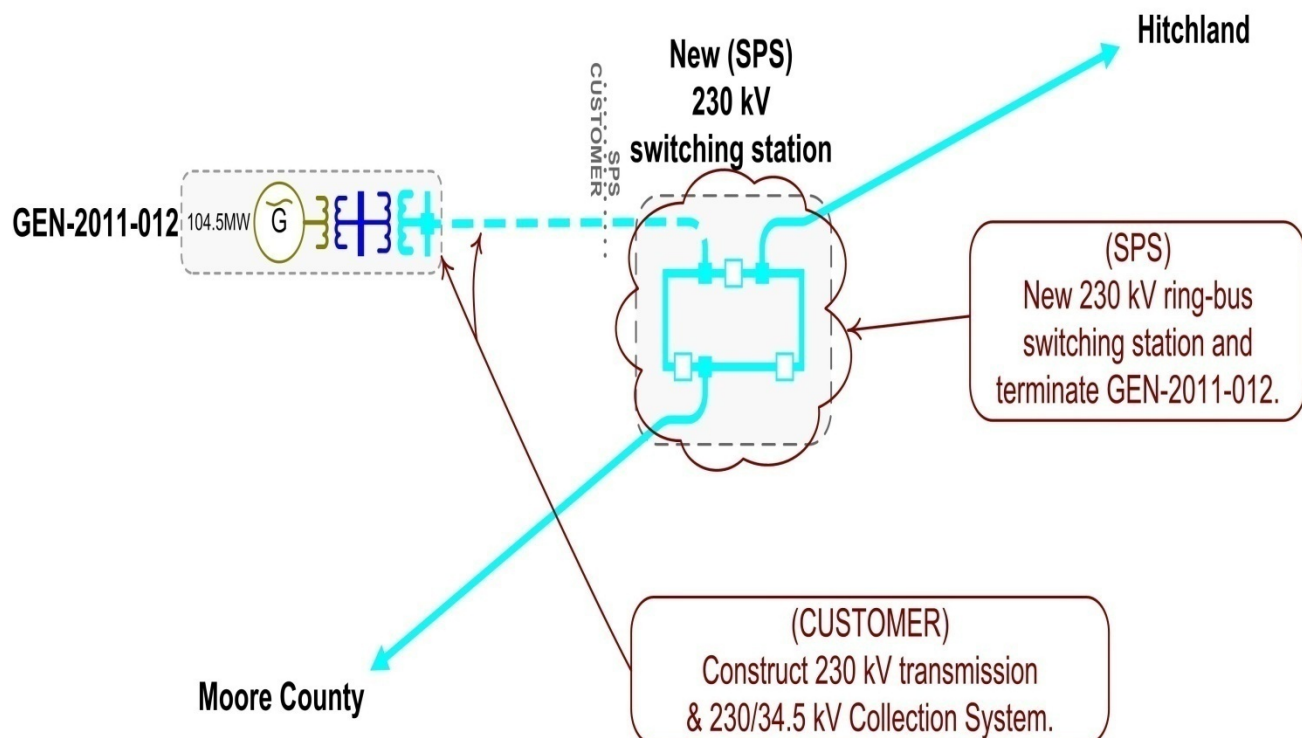 Hitchland
New (SPS)
230 kV
switching station
CUSTOMER
SPS
GEN-2011-012
104.5MW
G
(SPS)
New 230 kV ring-bus
switching station and
terminate GEN-2011-012.
Moore County
(CUSTOMER)
Construct 230 kV transmission
& 230/34.5 kV Collection System.